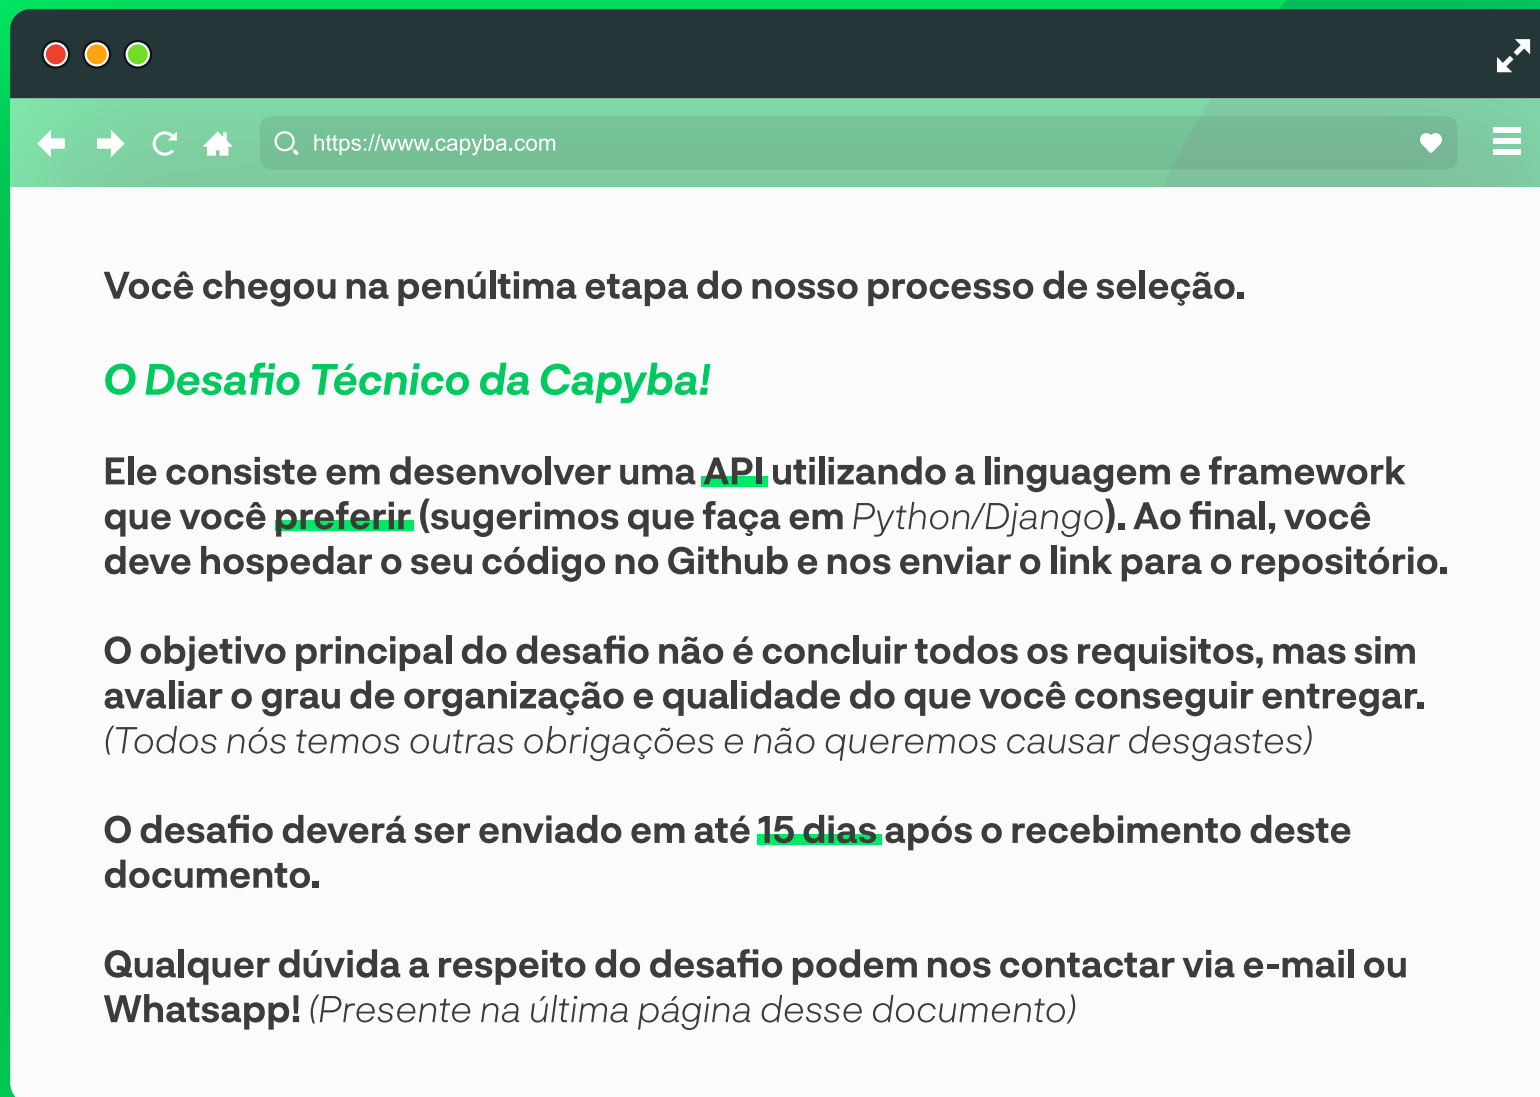 https://www.capyba.com
Você chegou na penúltima etapa do nosso processo de seleção.
O Desafio Técnico da Capyba!
Ele consiste em desenvolver uma API utilizando a linguagem e framework
que você preferir (sugerimos que faça em Python/Django). Ao final, você
deve hospedar o seu código no Github e nos enviar o link para o repositório.
O objetivo principal do desafio não é concluir todos os requisitos, mas sim
avaliar o grau de organização e qualidade do que você conseguir entregar.
(Todos nós temos outras obrigações e não queremos causar desgastes)
O desafio deverá ser enviado em até 15 dias após o recebimento deste
documento.
Qualquer dúvida a respeito do desafio podem nos contactar via e-mail ou
Whatsapp! (Presente na última página desse documento)